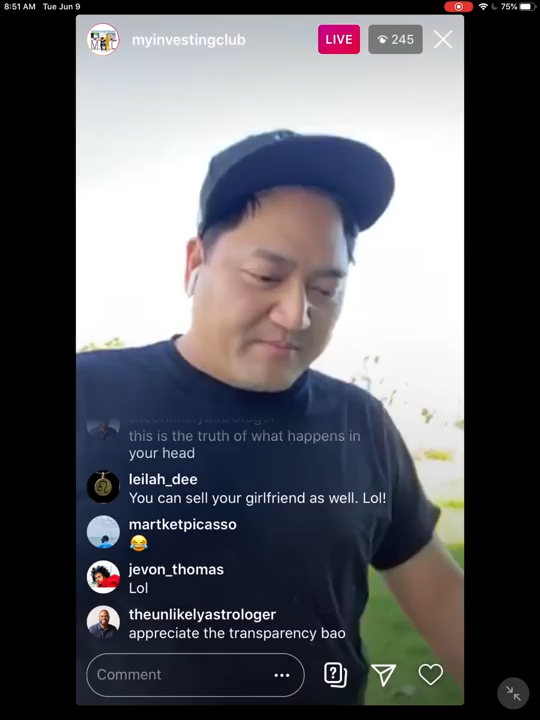 8:51 AM Tue Jun 9
75%
myinvestingclub
LIVE
245
theunlikelyastrologer
this is the truth of what happens in
your head
leilah_dee
You can sell your girlfriend as well. Lol!
martketpicasso
😂
jevon_thomas
Lol
theunlikelyastrologer
appreciate the transparency bao
Comment